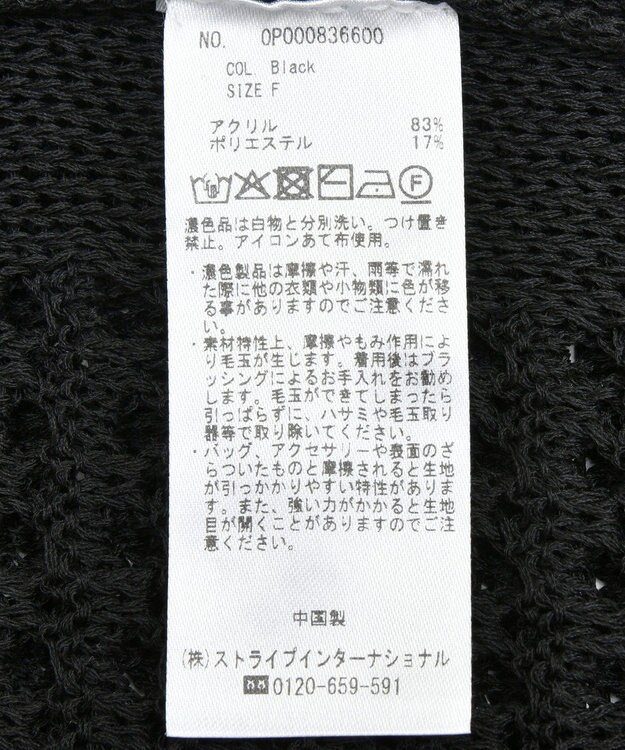 NO. OP000836600
COL Black
SIZE F
アクリル 83%
ポリエステル 17%
F
濃色品は白物と分別洗い。つけ置き
禁止。アイロンあて布使用。
・濃色製品は摩擦や汗、雨等で濡れ
た際に他の衣類や小物類に色が移
る事がありますのでご注意くださ
い。
・素材特性上、摩擦やもみ作用によ
り毛玉が生じます。着用後はブラ
ッシングによるお手入れをお勧め
します。毛玉ができてしまったら
引っぱらずに、ハサミや毛玉取り
器等で取り除いてください。
・バッグ、アクセサリーや表面のざ
らついたものと摩擦されると生地
が引っかかりやすい特性がありま
す。また、強い力がかかると生地
目が開くことがありますのでご注
意ください。
中国製
(株)ストライプインターナショナル
0120-659-591